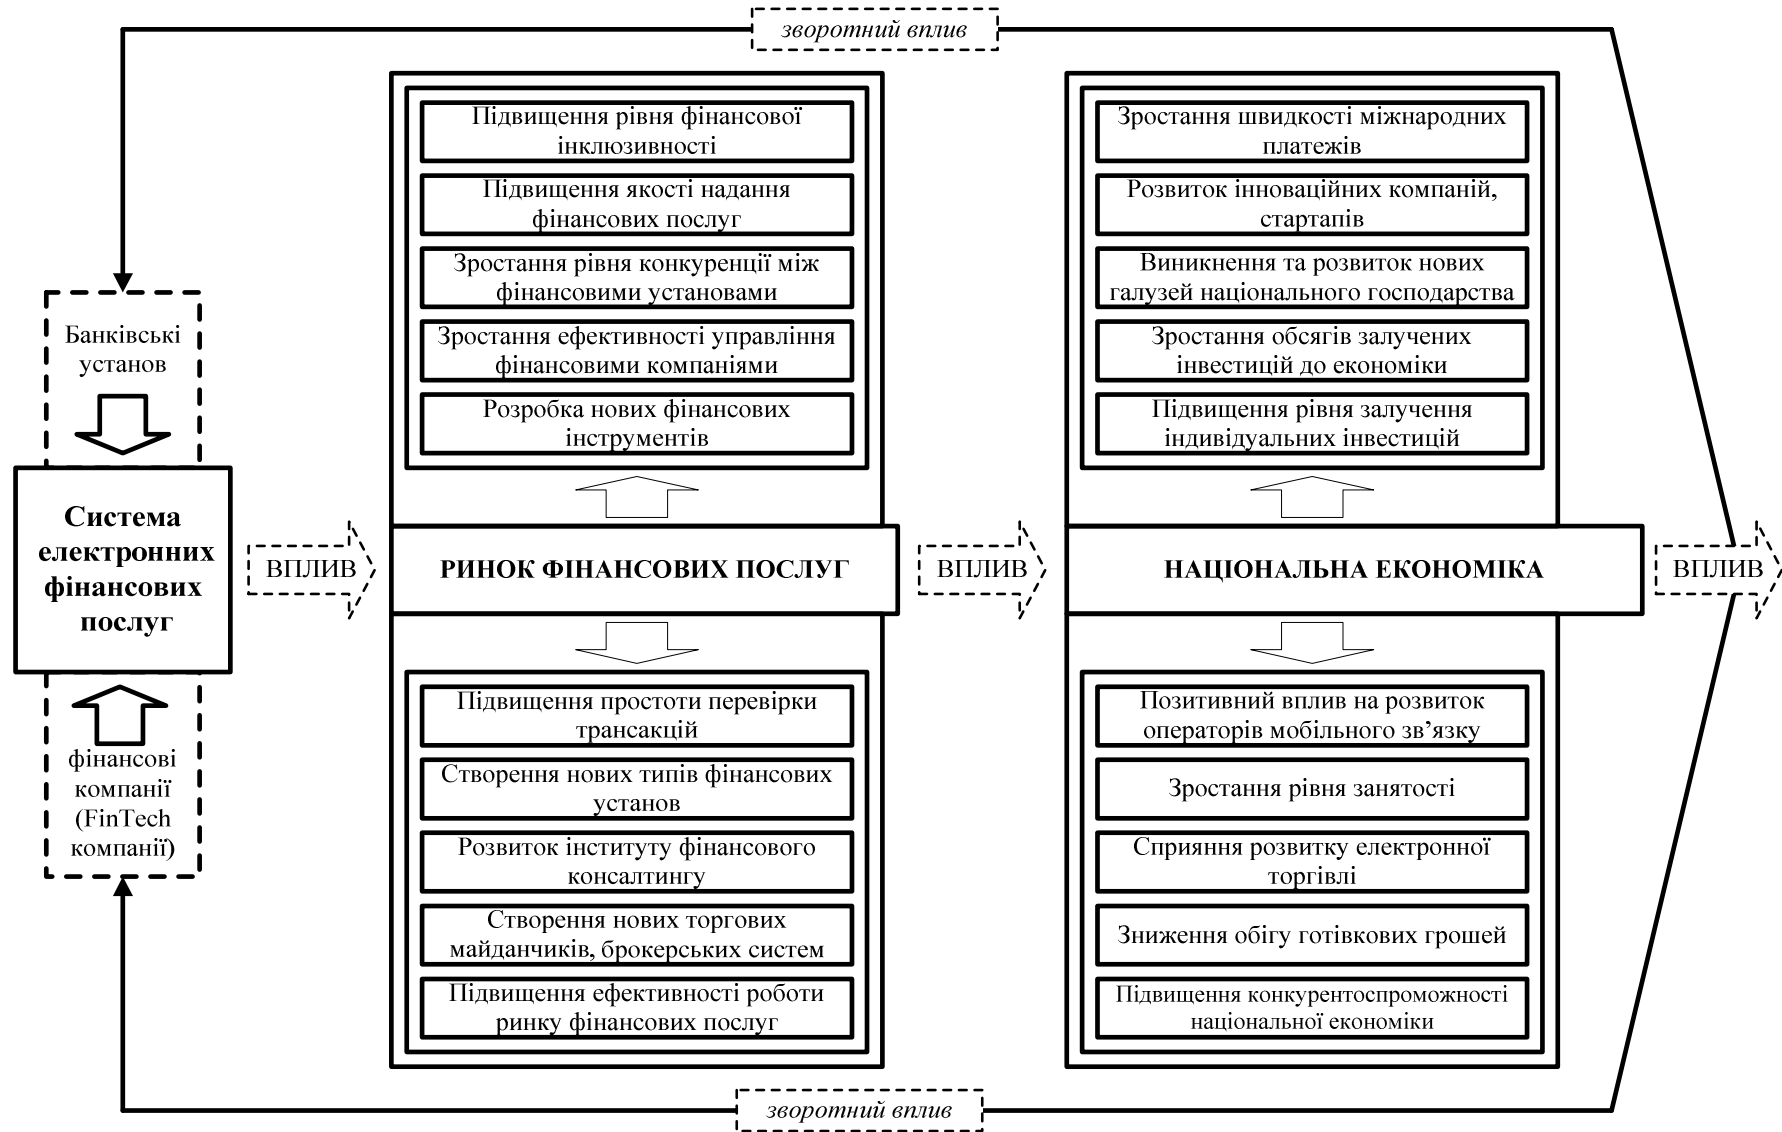 зворотний вплив
Банківські
установ
Система
електронних
фінансових
послуг
фінансові
компанії
(FinTech
компанії)
ВПЛИВ
Підвищення рівня фінансової
інклюзивності
Підвищення якості надання
фінансових послуг
Зростання рівня конкуренції між
фінансовими установами
Зростання ефективності управління
фінансовими компаніями
Розробка нових фінансових
інструментів
РИНОК ФІНАНСОВИХ ПОСЛУГ
Підвищення простоти перевірки
трансакцій
Створення нових типів фінансових
установ
Розвиток інституту фінансового
консалтингу
Створення нових торгових
майданчиків, брокерських систем
Підвищення ефективності роботи
ринку фінансових послуг
ВПЛИВ
Зростання швидкості міжнародних
платежів
Розвиток інноваційних компаній,
стартапів
Виникнення та розвиток нових
галузей національного господарства
Зростання обсягів залучених
інвестицій до економіки
Підвищення рівня залучення
індивідуальних інвестицій
НАЦІОНАЛЬНА ЕКОНОМІКА
Позитивний вплив на розвиток
операторів мобільного зв’язку
Зростання рівня занятості
Сприяння розвитку електронної
торгівлі
Зниження обігу готівкових грошей
Підвищення конкурентоспроможності
національної економіки
ВПЛИВ
зворотний вплив